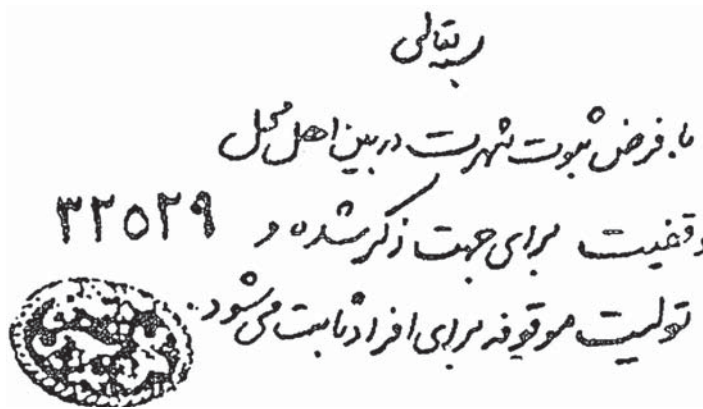 بسمه تعالی
با فرض ثبوت شهرت در بین اهل محل
وقفیت برای جهت ذکر شده و ۳۲۵۲۹
تولیت موقوفه برای افراد ثابت می‌شود.